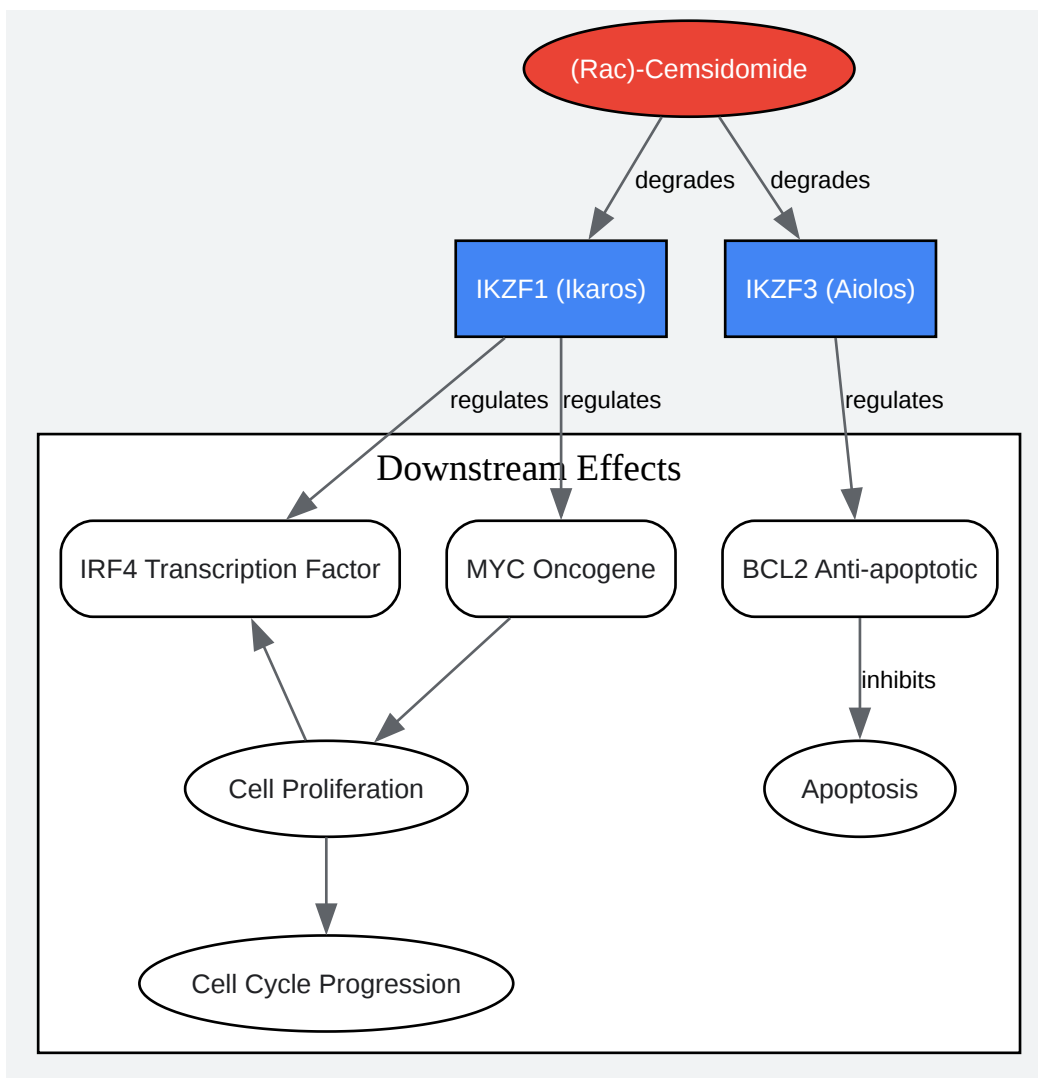 (Rac)-Cemsidomide
degrades
degrades
IKZF1 (Ikaros)
IKZF3 (Aiolos)
regulates
regulates
regulates
Downstream Effects
IRF4 Transcription Factor
MYC Oncogene
BCL2 Anti-apoptotic
inhibits
Cell Proliferation
Apoptosis
Cell Cycle Progression